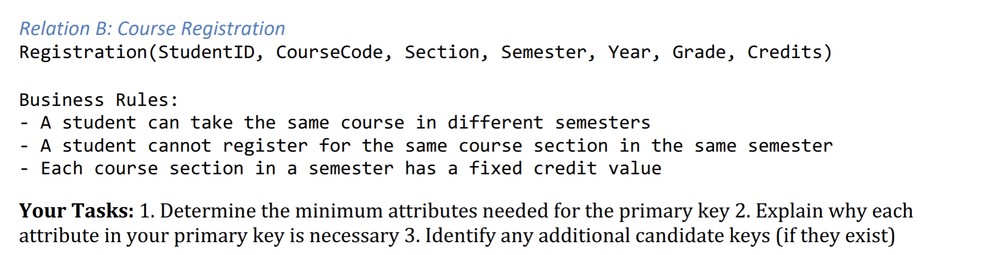 Relation B: Course Registration
Registration(StudentID, CourseCode, Section, Semester, Year, Grade, Credits)
Business Rules:
- A student can take the same course in different semesters
- A student cannot register for the same course section in the same semester
- Each course section in a semester has a fixed credit value
Your Tasks: 1. Determine the minimum attributes needed for the primary key 2. Explain why each
attribute in your primary key is necessary 3. Identify any additional candidate keys (if they exist)